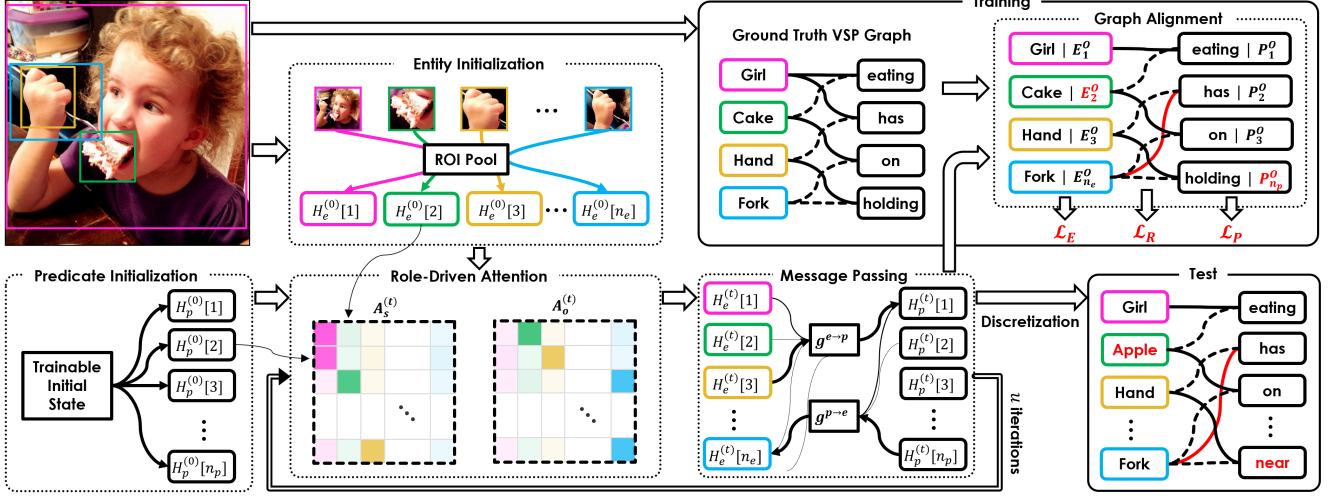 Training
Entity Initialization
ROI Pool
H_e^{(0)}[1]
H_e^{(0)}[2]
H_e^{(0)}[3]
H_e^{(0)}[n_e]
Ground Truth VSP Graph
Girl
Cake
Hand
Fork
eating
has
on
holding
Graph Alignment
Girl | E_1^O
Cake | E_2^O
Hand | E_3^O
Fork | E_{n_e}^O
eating | P_1^O
has | P_2^O
on | P_3^O
holding | P_{n_p}^O
ℒ_E
ℒ_R
ℒ_P
Predicate Initialization
Trainable
Initial
State
H_p^{(0)}[1]
H_p^{(0)}[2]
H_p^{(0)}[3]
H_p^{(0)}[n_p]
Role-Driven Attention
A_s^{(t)}
A_o^{(t)}
Message Passing
H_e^{(t)}[1]
H_e^{(t)}[2]
H_e^{(t)}[3]
H_e^{(t)}[n_e]
g^{e→p}
g^{p→e}
H_p^{(t)}[1]
H_p^{(t)}[2]
H_p^{(t)}[3]
H_p^{(t)}[n_p]
u iterations
Discretization
Test
Girl
Apple
Hand
Fork
eating
has
on
near